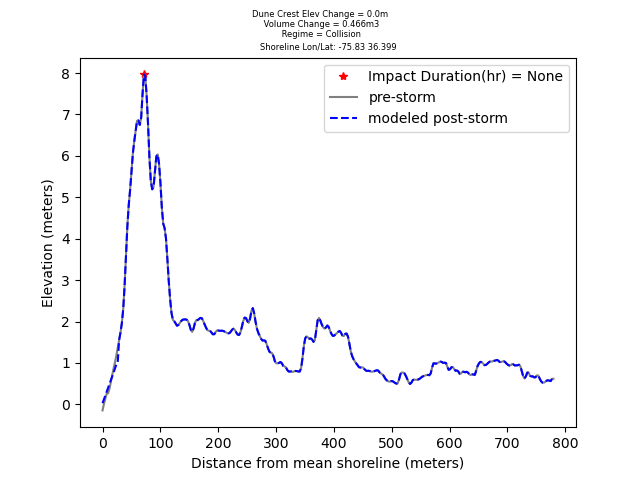 Dune Crest Elev Change = 0.0m
Volume Change = 0.466m3
Regime = Collision
Shoreline Lon/Lat: -75.83 36.399
Impact Duration(hr) = None
pre-storm
modeled post-storm
8
7
6
5
4
3
2
1
0
Elevation (meters)
0 100 200 300 400 500 600 700 800
Distance from mean shoreline (meters)